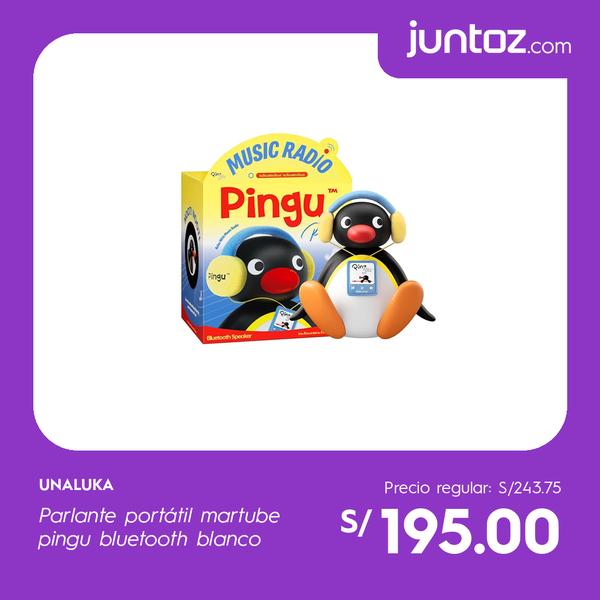 juntoz.com
MUSIC RADIO
Pingu™
Pingu™
Bluetooth Speaker
UNALUKA
Parlante portátil martube
pingu bluetooth blanco
Precio regular: S/243.75
S/195.00